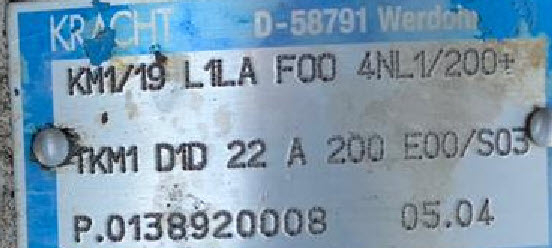 KRACHT D-58791 Werdohl
KM1/19 L1LA F00 4NL1/200+
TKM1 D1D 22 A 200 E00/S03
P.0138920008 05.04